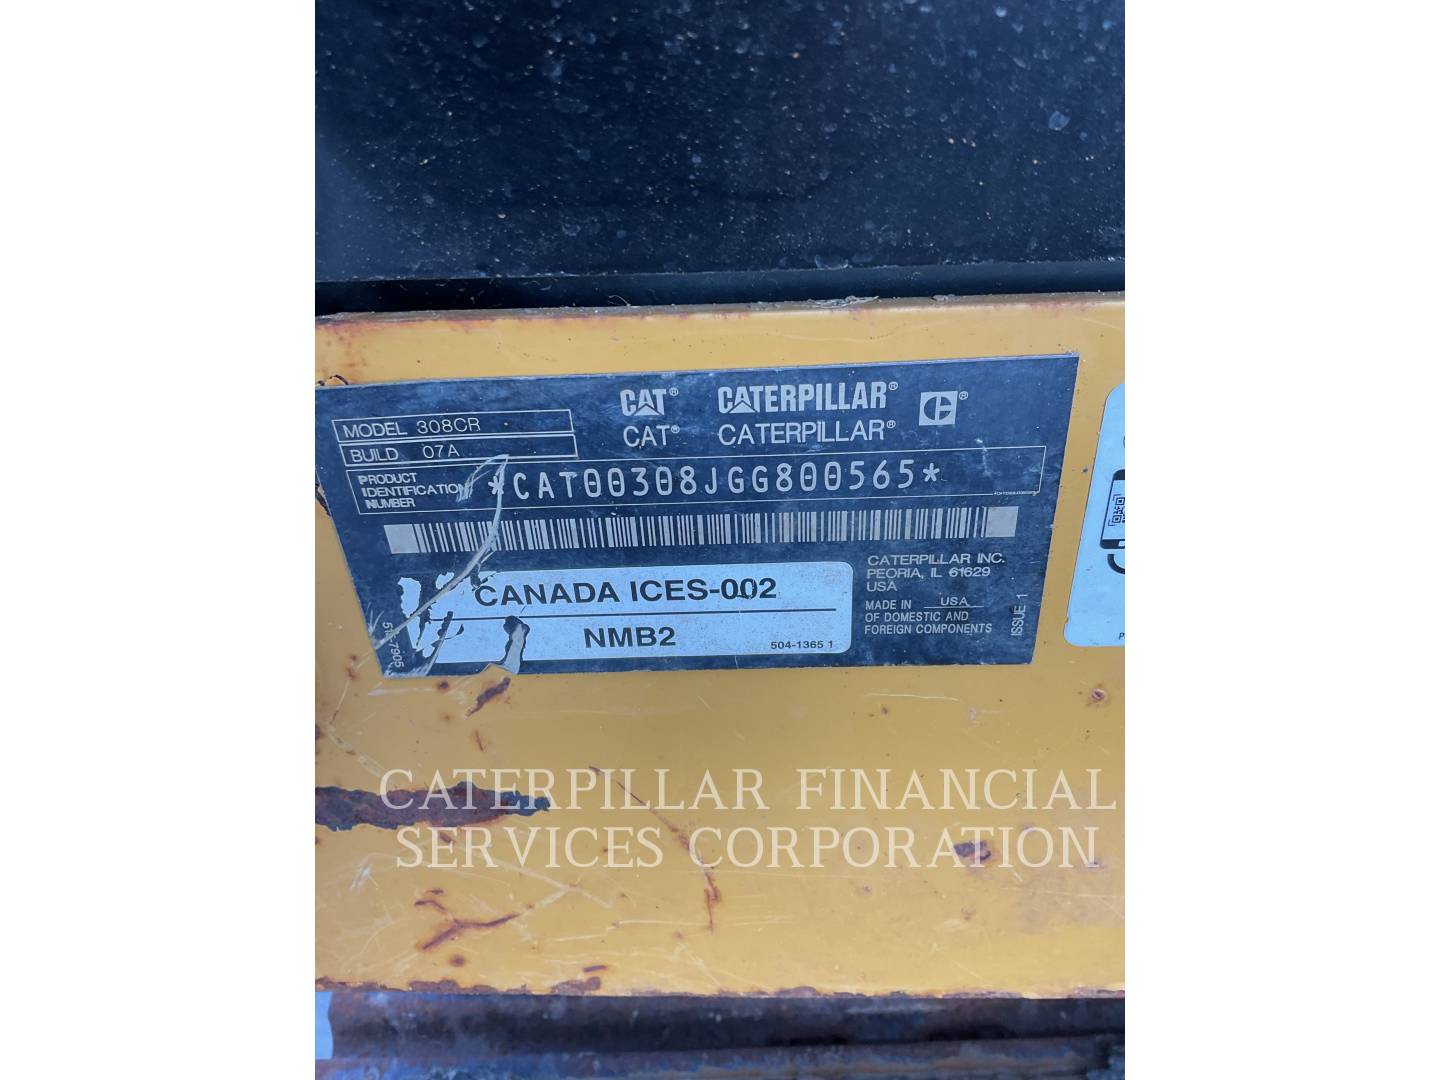 CAT® CATERPILLAR® ®
CAT® CATERPILLAR®
MODEL 308CR
BUILD 07A
PRODUCT
IDENTIFICATION
NUMBER
*CAT00308JGG800565*
CATERPILLAR INC.
PEORIA, IL 61629
USA
MADE IN USA
OF DOMESTIC AND
FOREIGN COMPONENTS
ISSUE 1
CANADA ICES-002
NMB2
504-1365 1
CATERPILLAR FINANCIAL
SERVICES CORPORATION